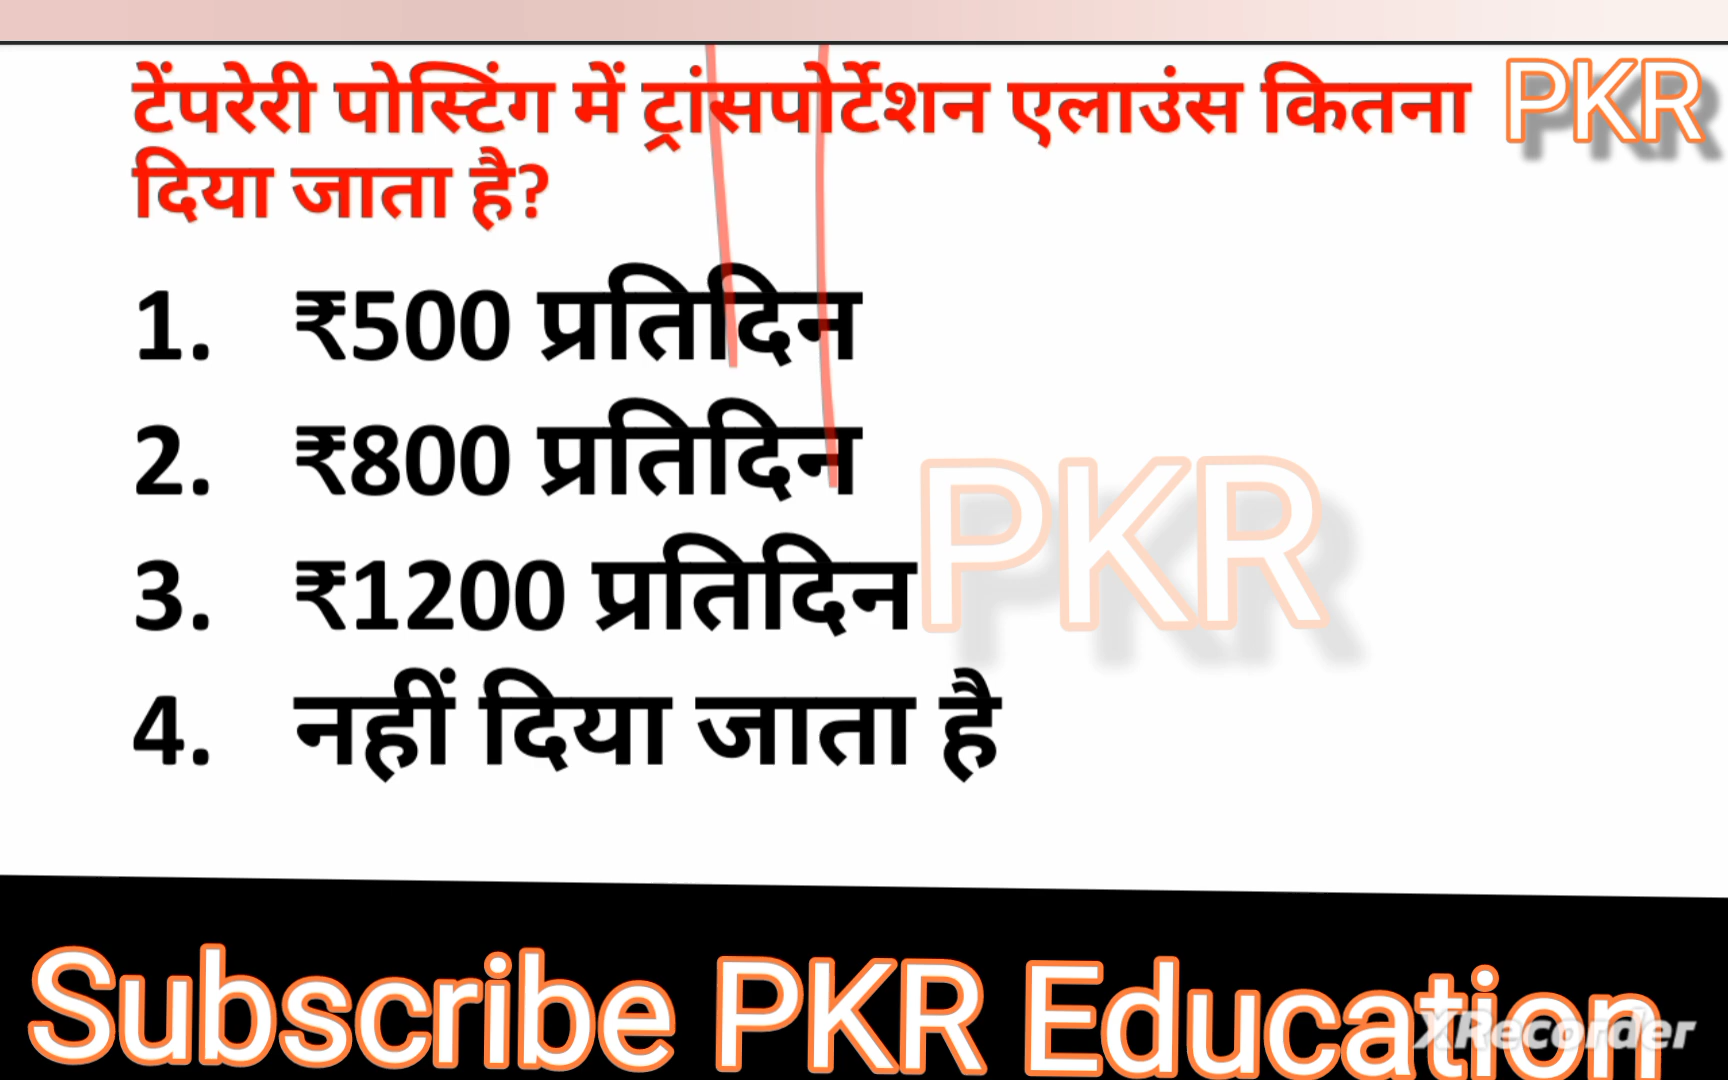 टेंपरेरी पोस्टिंग में ट्रांसपोर्टेशन एलाउंस कितना PKR
दिया जाता है?
1. ₹500 प्रतिदिन
2. ₹800 प्रतिदिन
PKR
3. ₹1200 प्रतिदिन
4. नहीं दिया जाता है
Subscribe PKR Education
XRecorder